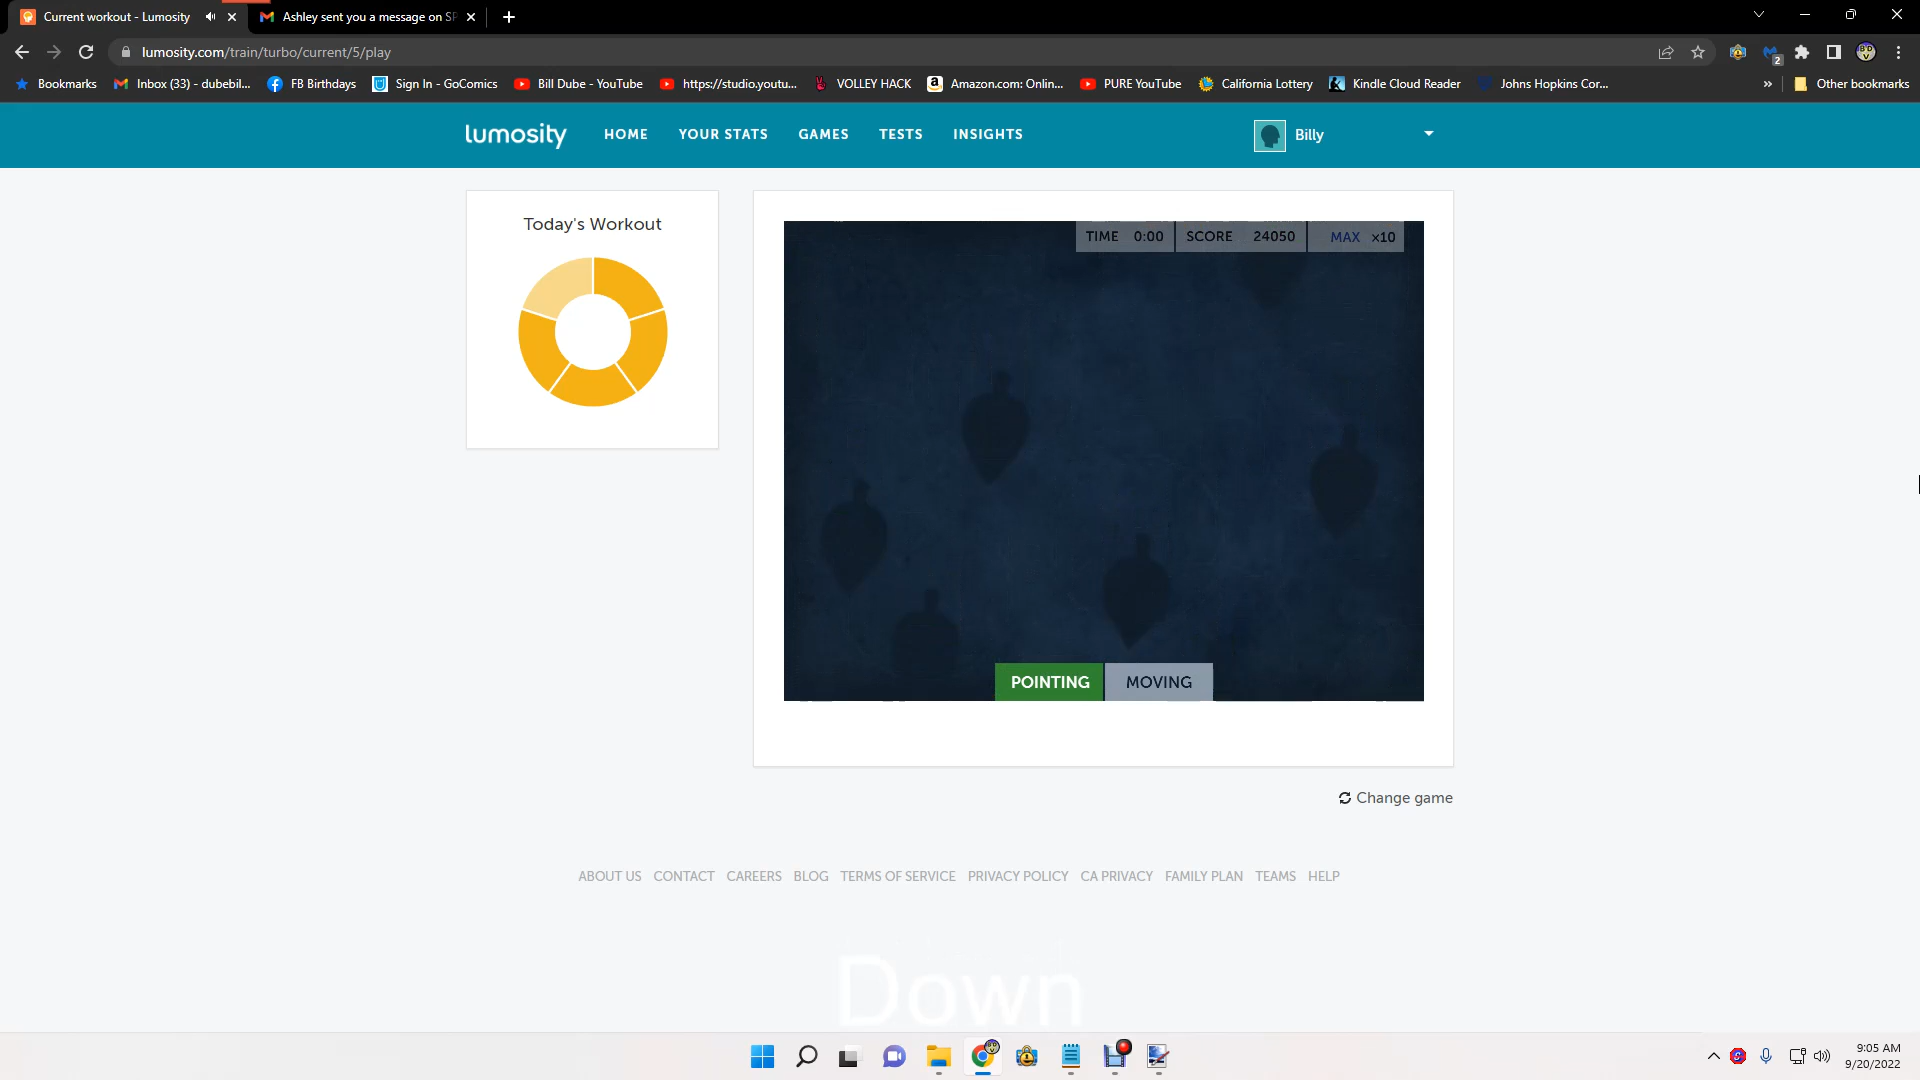 Current workout - Lumosity
Ashley sent you a message on SP
lumosity.com/train/turbo/current/5/play
2
Bookmarks
Inbox (33) - dubebil...
FB Birthdays
Sign In - GoComics
Bill Dube - YouTube
https://studio.youtu...
VOLLEY HACK
Amazon.com: Onlin...
PURE YouTube
California Lottery
Kindle Cloud Reader
Johns Hopkins Cor...
»
Other bookmarks
lumosity
HOME
YOUR STATS
GAMES
TESTS
INSIGHTS
Billy
Today's Workout
TIME 0:00
SCORE 24050
MAX x10
POINTING
MOVING
Change game
ABOUT US
CONTACT
CAREERS
BLOG
TERMS OF SERVICE
PRIVACY POLICY
CA PRIVACY
FAMILY PLAN
TEAMS
HELP
Down
9:05 AM
9/20/2022